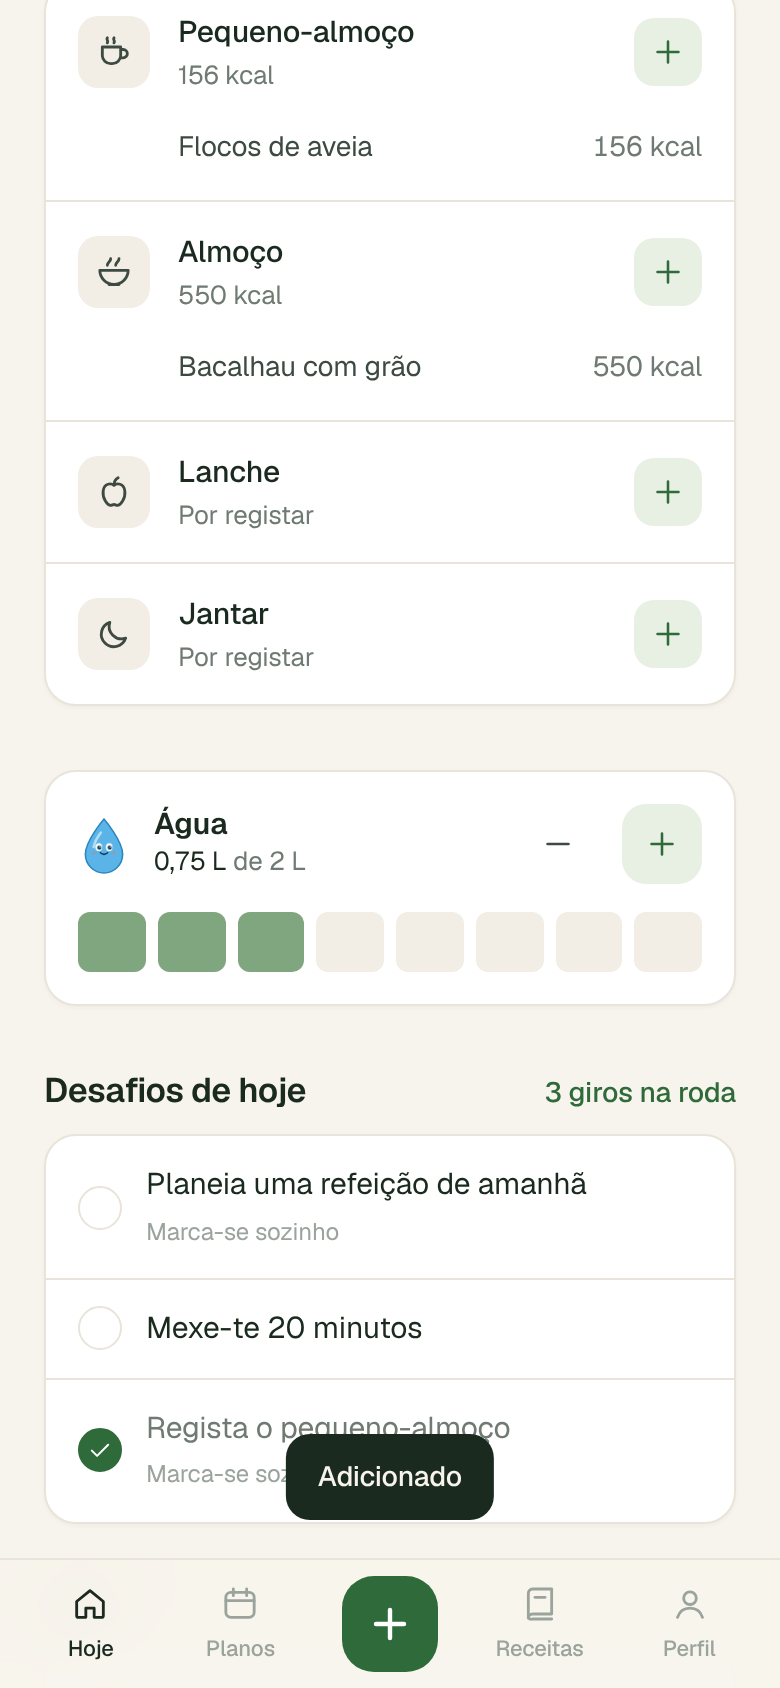 Pequeno-almoço
156 kcal
Flocos de aveia 156 kcal
Almoço
550 kcal
Bacalhau com grão 550 kcal
Lanche
Por registar
Jantar
Por registar
Água
0,75 L de 2 L
Desafios de hoje 3 giros na roda
Planeia uma refeição de amanhã
Marca-se sozinho
Mexe-te 20 minutos
Regista o pequeno-almoço
Marca-se
Adicionado
Hoje Planos Receitas Perfil